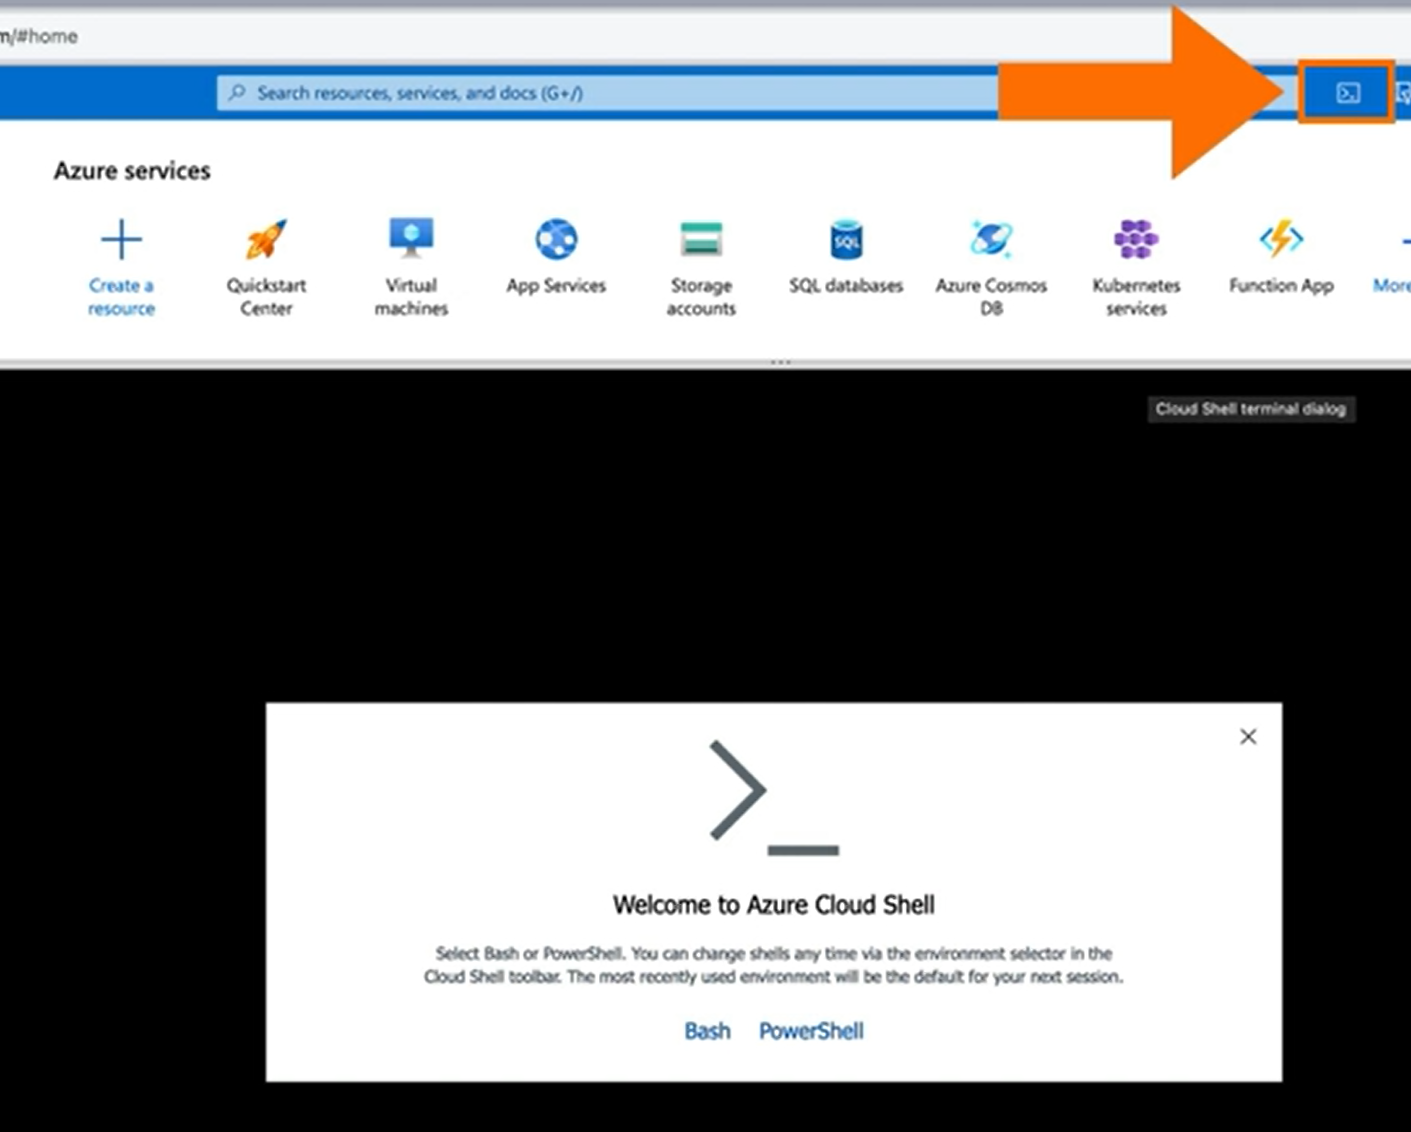 m/#home
Search resources, services, and docs (G+/)
Azure services
Create a
resource
Quickstart
Center
Virtual
machines
App Services
Storage
accounts
SQL
SQL databases
Azure Cosmos
DB
Kubernetes
services
Function App
More
Cloud Shell terminal dialog
Welcome to Azure Cloud Shell
Select Bash or PowerShell. You can change shells any time via the environment selector in the
Cloud Shell toolbar. The most recently used environment will be the default for your next session.
Bash PowerShell